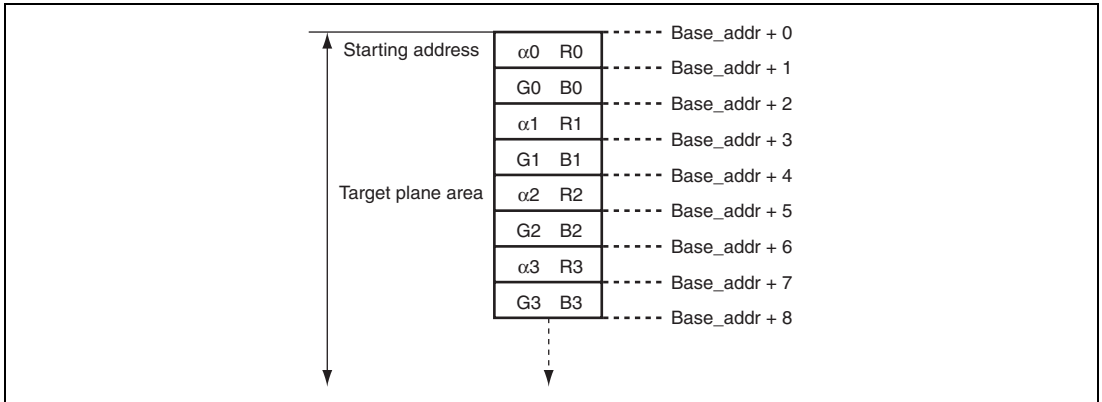 Base_addr + 0
Starting address
α0 R0
Base_addr + 1
G0 B0
Base_addr + 2
α1 R1
Base_addr + 3
G1 B1
Base_addr + 4
Target plane area
α2 R2
Base_addr + 5
G2 B2
Base_addr + 6
α3 R3
Base_addr + 7
G3 B3
Base_addr + 8